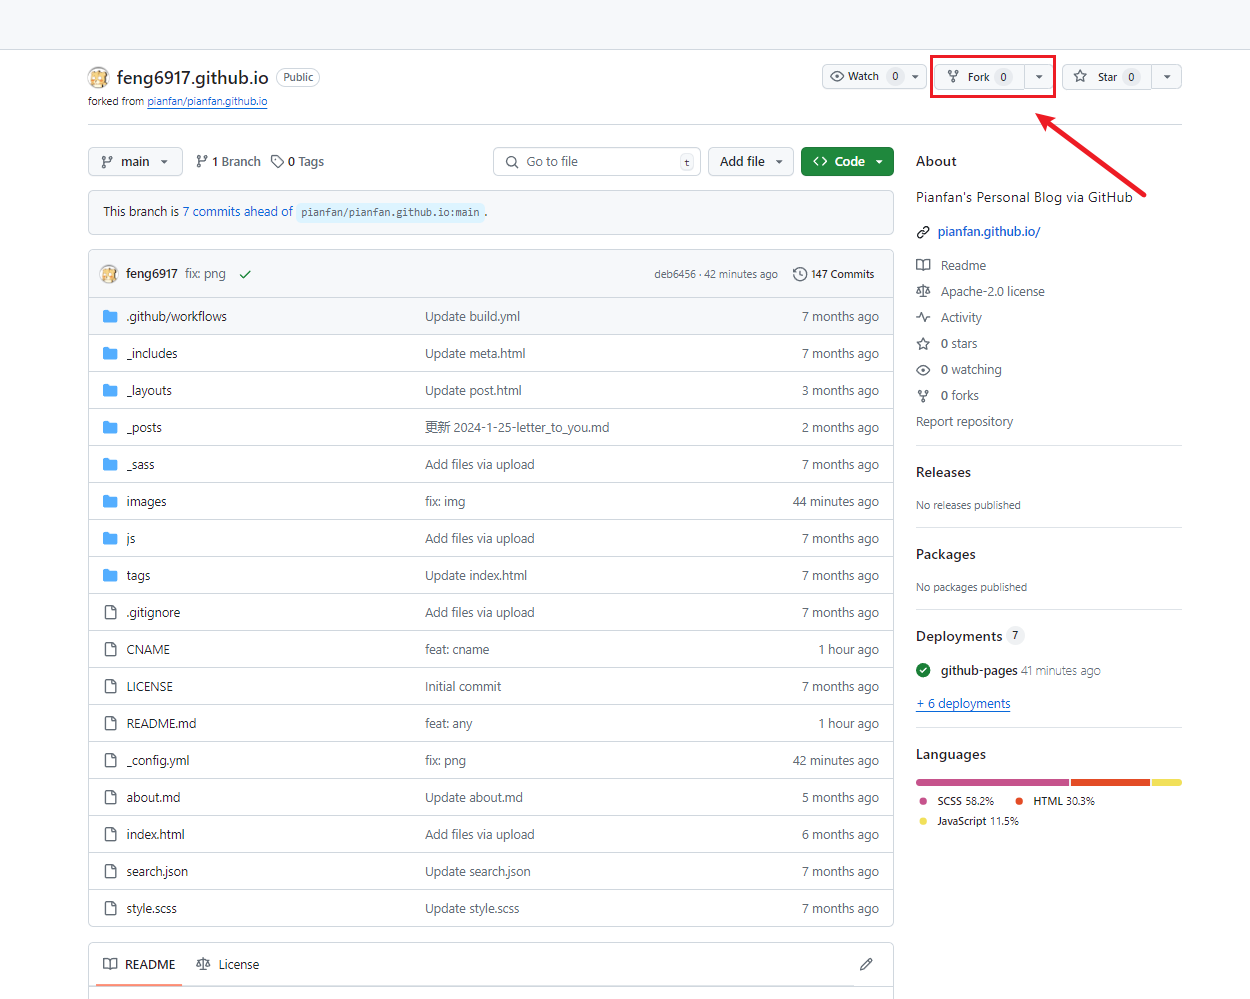 feng6917.github.io Public
forked from pianfan/pianfan.github.io
Watch 0 Fork 0 Star 0
main 1 Branch 0 Tags Go to file t Add file Code
This branch is 7 commits ahead of pianfan/pianfan.github.io:main .
feng6917 fix: png deb6456 · 42 minutes ago 147 Commits
.github/workflows Update build.yml 7 months ago
_includes Update meta.html 7 months ago
_layouts Update post.html 3 months ago
_posts 更新 2024-1-25-letter_to_you.md 2 months ago
_sass Add files via upload 7 months ago
images fix: img 44 minutes ago
js Add files via upload 7 months ago
tags Update index.html 7 months ago
.gitignore Add files via upload 7 months ago
CNAME feat: cname 1 hour ago
LICENSE Initial commit 7 months ago
README.md feat: any 1 hour ago
_config.yml fix: png 42 minutes ago
about.md Update about.md 5 months ago
index.html Add files via upload 6 months ago
search.json Update search.json 7 months ago
style.scss Update style.scss 7 months ago
README License
About
Pianfan's Personal Blog via GitHub
pianfan.github.io/
Readme
Apache-2.0 license
Activity
0 stars
0 watching
0 forks
Report repository
Releases
No releases published
Packages
No packages published
Deployments 7
github-pages 41 minutes ago
+ 6 deployments
Languages
SCSS 58.2% HTML 30.3%
JavaScript 11.5%